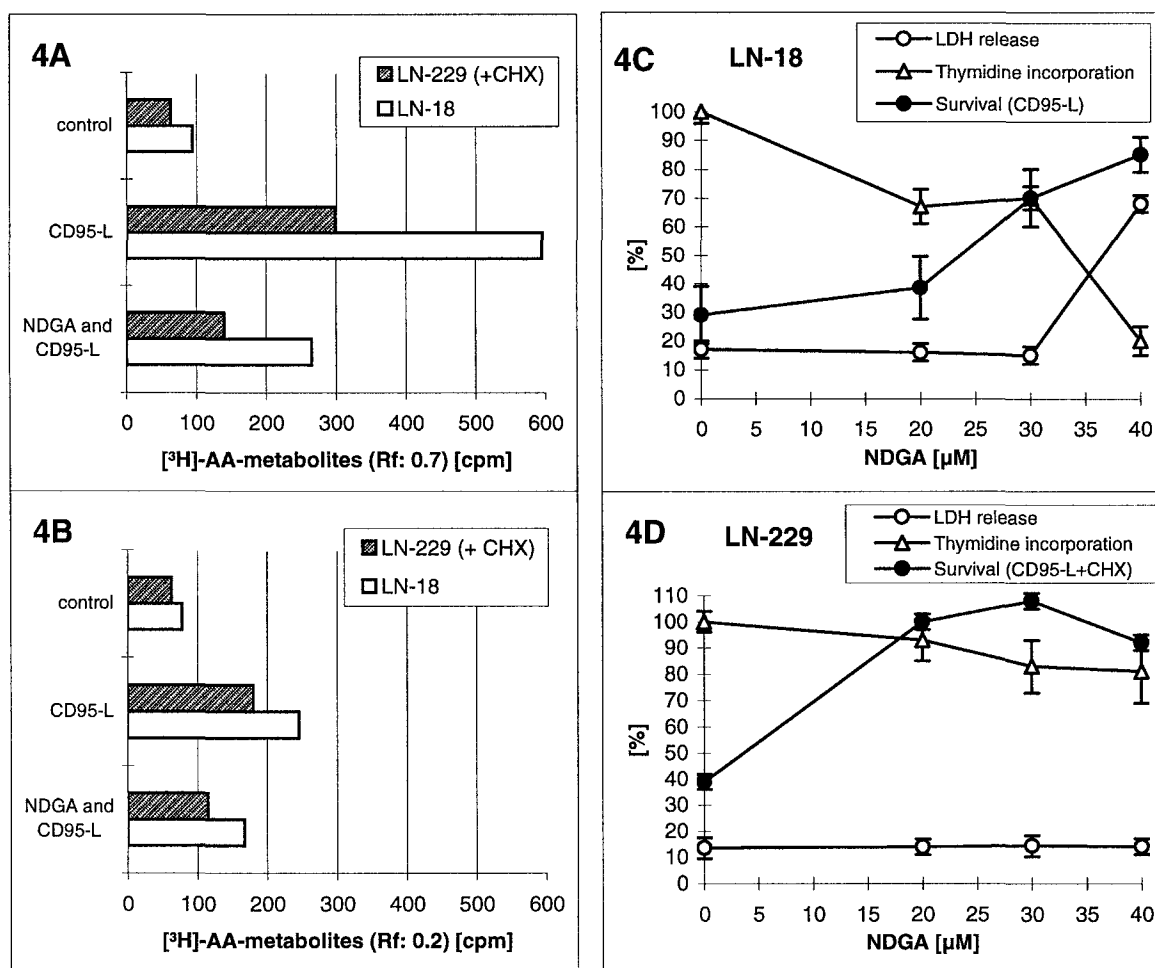 4A
LN-229 (+CHX)
LN-18
control
CD95-L
NDGA and
CD95-L
0 100 200 300 400 500 600
[³H]-AA-metabolites (Rf: 0.7) [cpm]
4B
LN-229 (+ CHX)
LN-18
control
CD95-L
NDGA and
CD95-L
0 100 200 300 400 500 600
[³H]-AA-metabolites (Rf: 0.2) [cpm]
4C LN-18
LDH release
Thymidine incorporation
Survival (CD95-L)
100
90
80
70
60
50
40
30
20
10
0
[%]
0 5 10 15 20 25 30 35 40
NDGA [µM]
4D LN-229
LDH release
Thymidine incorporation
Survival (CD95-L+CHX)
110
100
90
80
70
60
50
40
30
20
10
0
[%]
0 5 10 15 20 25 30 35 40
NDGA [µM]